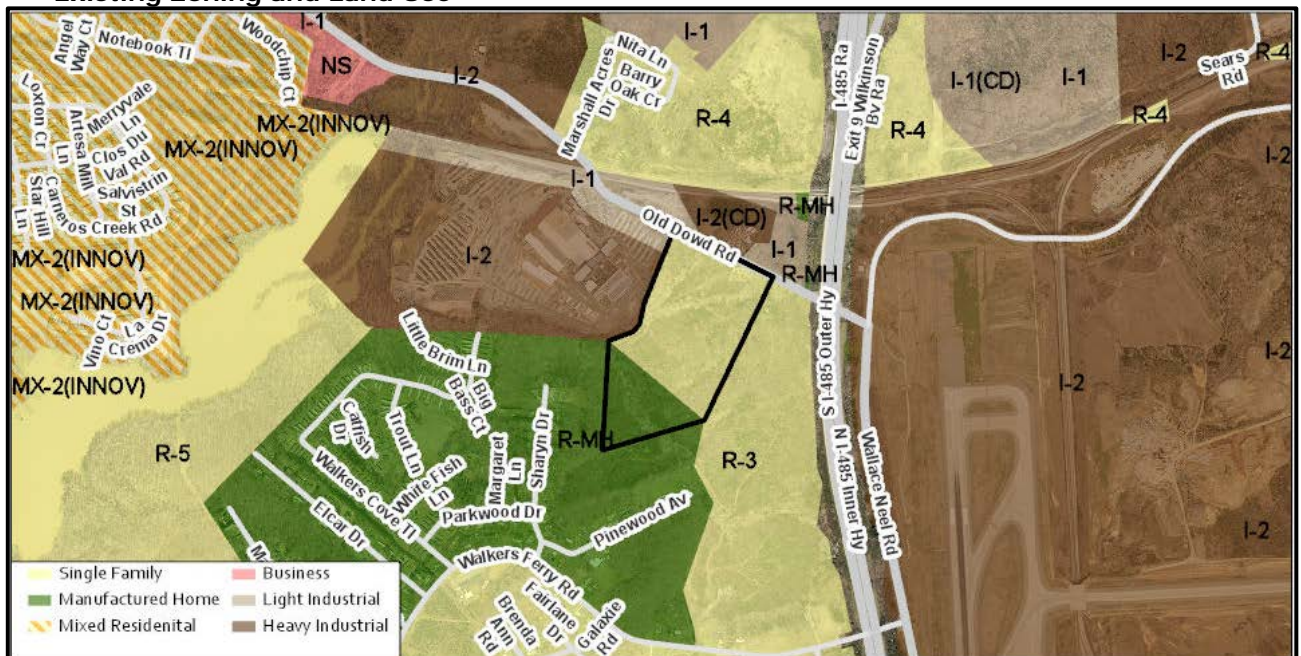 Existing Zoning and Land Use
Angel
Way Ct
Notebook Tl
Woodchip Ct
I-1
NS
I-2
Nita Ln
Barry
Oak Cr
Marshall Acres
Dr
I-1
R-4
I-485 Ra
Exit 9 Wilkinson
Bv Ra
R-4
I-1(CD)
I-1
I-2
Sears
Rd
R-4
R-4
Loxton Cr
Merryvale
Ln
Artesa Mill
Ln
Clos Du
Val Rd
Salvistrin
St
Carneros Creek Rd
Star Hill
Ln
MX-2(INNOV)
MX-2(INNOV)
MX-2(INNOV)
MX-2(INNOV)
MX-2(INNOV)
Vino Ct
La
Crema Dr
I-1
I-2
Old Dowd Rd
I-2(CD)
R-MH
I-1
R-MH
I-2
I-2
I-2
I-2
S I-485 Outer Hy
N I-485 Inner Hy
Wallace Neel Rd
R-5
Little Brim Ln
Big
Bass Ct
Catfish
Dr
Trout Ln
White Fish
Ln
Margaret
Ln
Sharyn Dr
R-MH
R-3
Walkers Cove Tl
Parkwood Dr
Pinewood Av
Elcar Dr
Walkers Ferry Rd
Fairlane
Dr
Brenda
Ann
Rd
Galaxie
Rd
Single Family
Manufactured Home
Mixed Residenital
Business
Light Industrial
Heavy Industrial